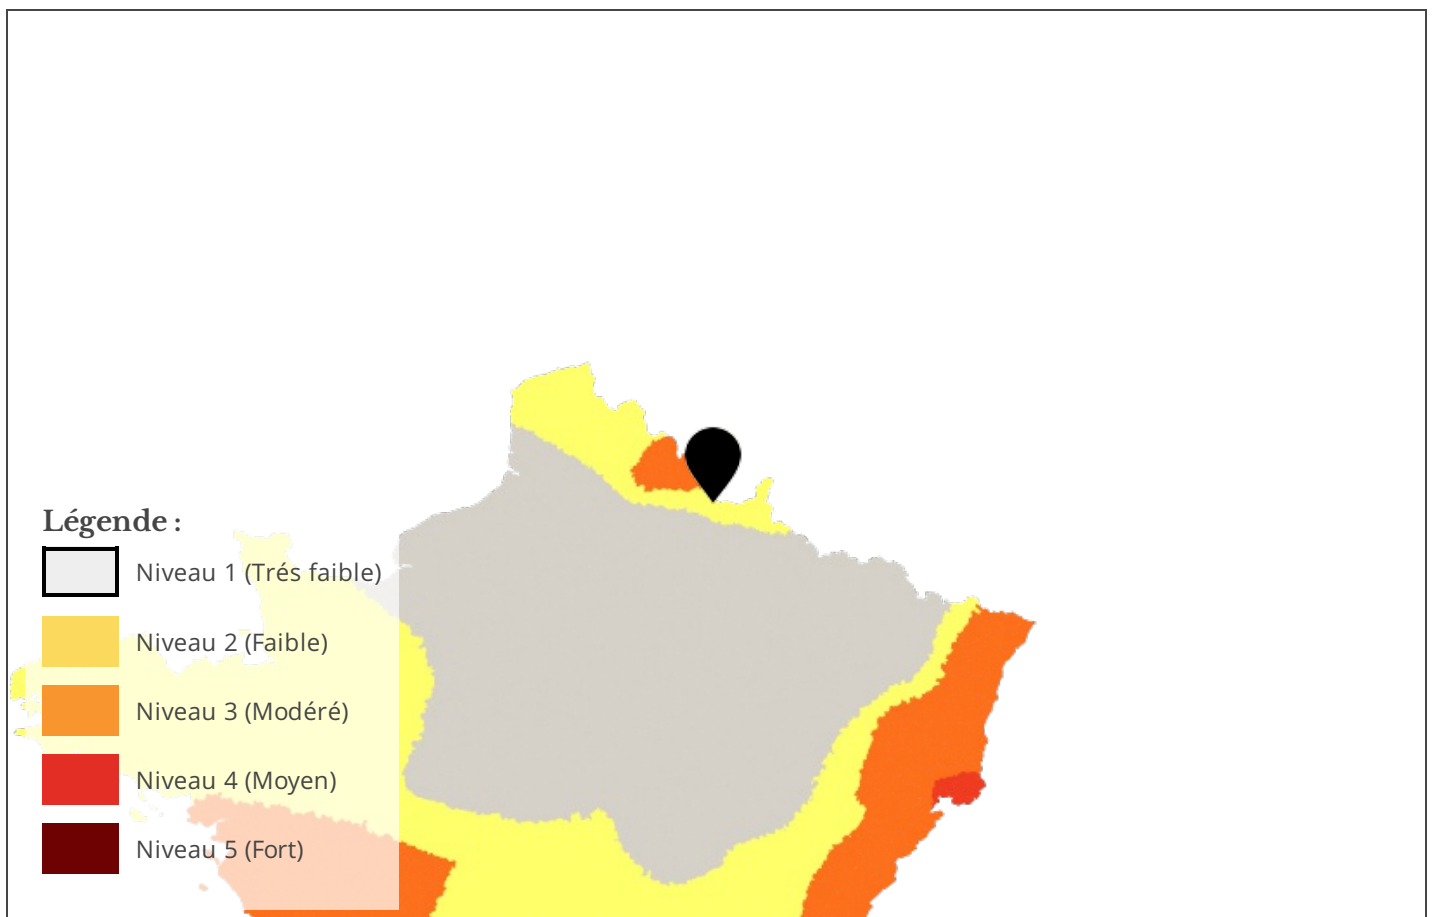 Légende :
Niveau 1 (Trés faible)
Niveau 2 (Faible)
Niveau 3 (Modéré)
Niveau 4 (Moyen)
Niveau 5 (Fort)